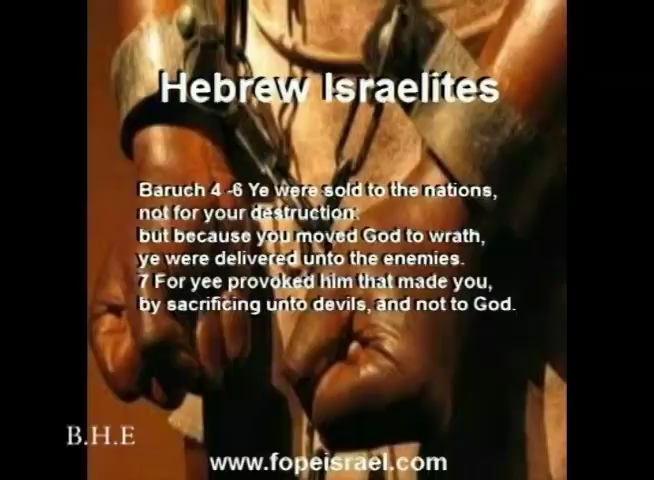 Hebrew Israelites
Baruch 4 -6 Ye were sold to the nations,
not for your destruction:
but because you moved God to wrath,
ye were delivered unto the enemies.
7 For yee provoked him that made you,
by sacrificing unto devils, and not to God.
B.H.E
www.fopeisrael.com